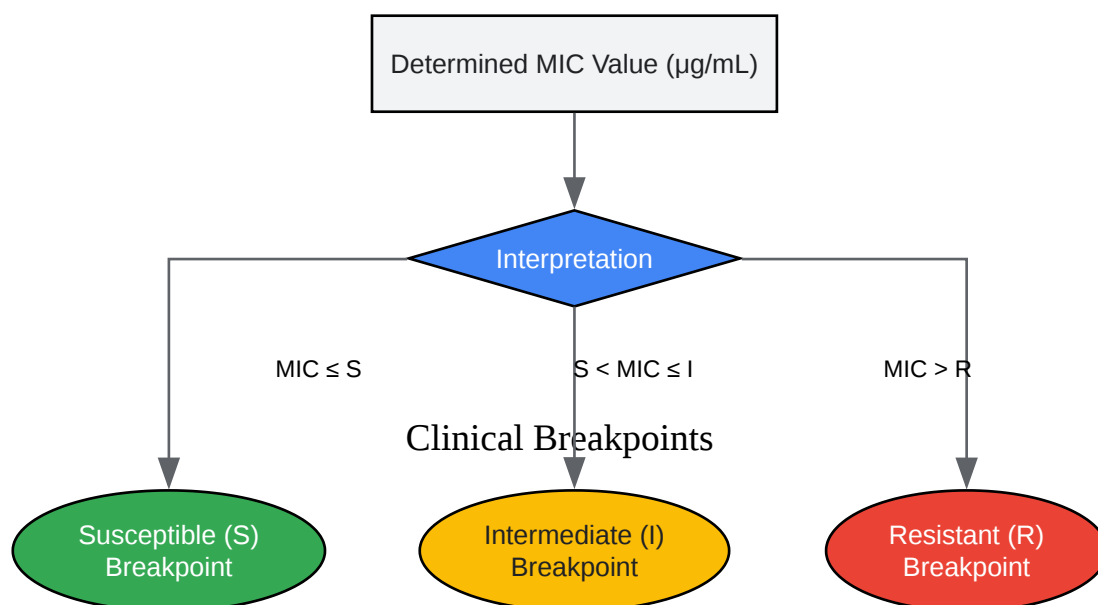 Determined MIC Value (µg/mL)
Interpretation
MIC ≤ S
S < MIC ≤ I
MIC > R
Clinical Breakpoints
Susceptible (S)
Breakpoint
Intermediate (I)
Breakpoint
Resistant (R)
Breakpoint